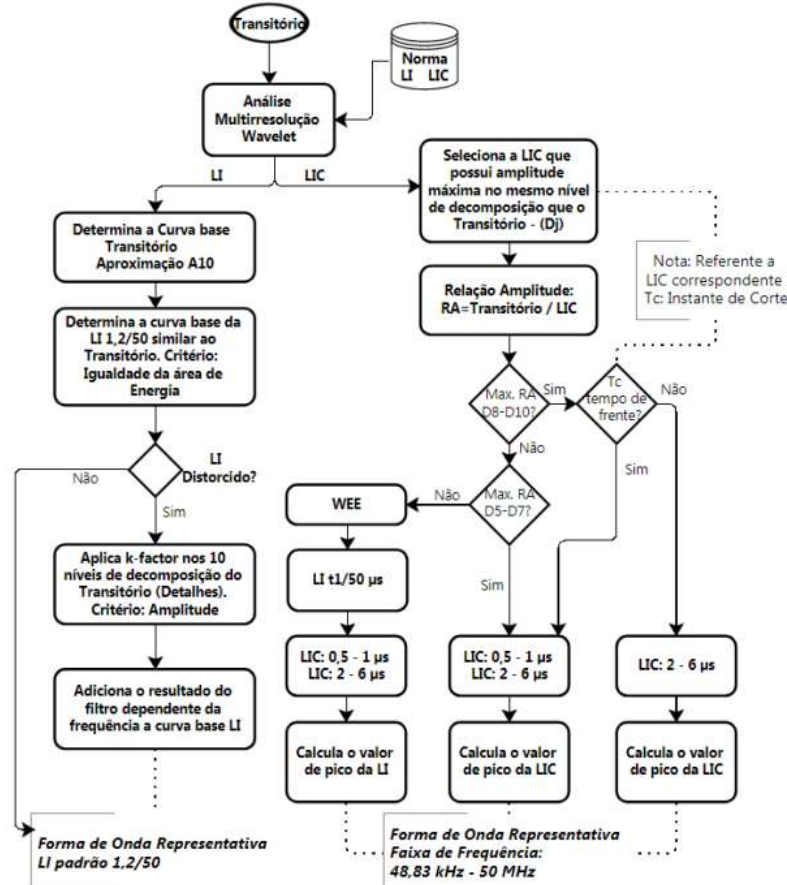 Transitório
Norma
LI LIC
Análise
Multirresolução
Wavelet
LI
LIC
Seleciona a LIC que
possui amplitude
máxima no mesmo nível
de decomposição que o
Transitório - (Dj)
Determina a Curva base
Transitório
Aproximação A10
Nota: Referente a
LIC correspondente
Tc: Instante de Corte
Relação Amplitude:
RA=Transitório / LIC
Determina a curva base da
LI 1,2/50 similar ao
Transitório. Critério:
Igualdade da área de
Energia
Max. RA
D8-D10?
Sim
Tc
tempo de
frente?
Não
Não
Sim
LI
Distorcido?
Não
Sim
Max. RA
D5-D7?
Não
Sim
WEE
Aplica k-factor nos 10
níveis de decomposição do
Transitório (Detalhes).
Critério: Amplitude
LI t1/50 µs
LIC: 0,5 - 1 µs
LIC: 2 - 6 µs
LIC: 0,5 - 1 µs
LIC: 2 - 6 µs
LIC: 2 - 6 µs
Adiciona o resultado do
filtro dependente da
frequência a curva base LI
Calcula o valor
de pico da LI
Calcula o valor
de pico da LIC
Calcula o valor
de pico da LIC
Forma de Onda Representativa
LI padrão 1,2/50
Forma de Onda Representativa
Faixa de Frequência:
48,83 kHz - 50 MHz